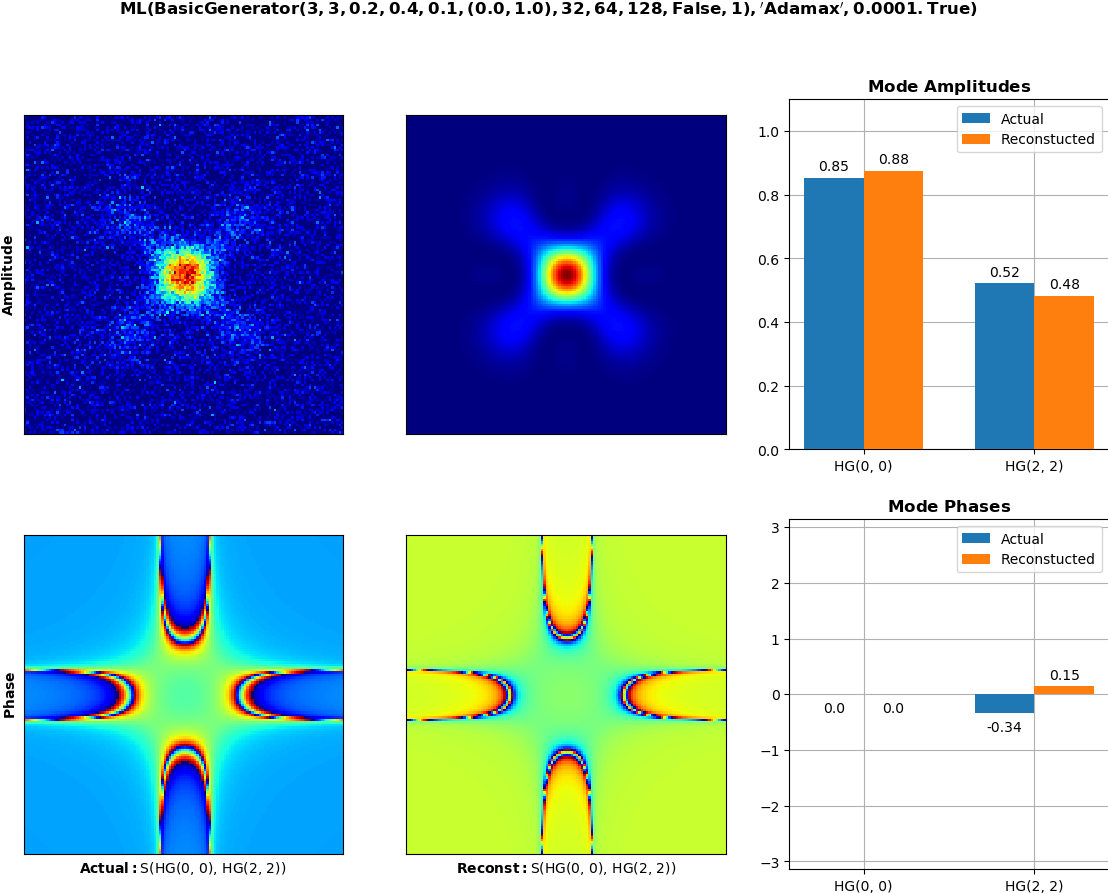 ML(BasicGenerator(3, 3, 0.2, 0.4, 0.1, (0.0, 1.0), 32, 64, 128, False, 1), ′Adamax′, 0.0001. True)
Mode Amplitudes
Amplitude
1.0
0.8
0.6
0.4
0.2
0.0
Actual
Reconstucted
0.85
0.88
0.52
0.48
HG(0, 0)
HG(2, 2)
Mode Phases
Phase
3
2
1
0
−1
−2
−3
Actual
Reconstucted
0.0
0.0
-0.34
0.15
HG(0, 0)
HG(2, 2)
Actual: S(HG(0, 0), HG(2, 2))
Reconst: S(HG(0, 0), HG(2, 2))